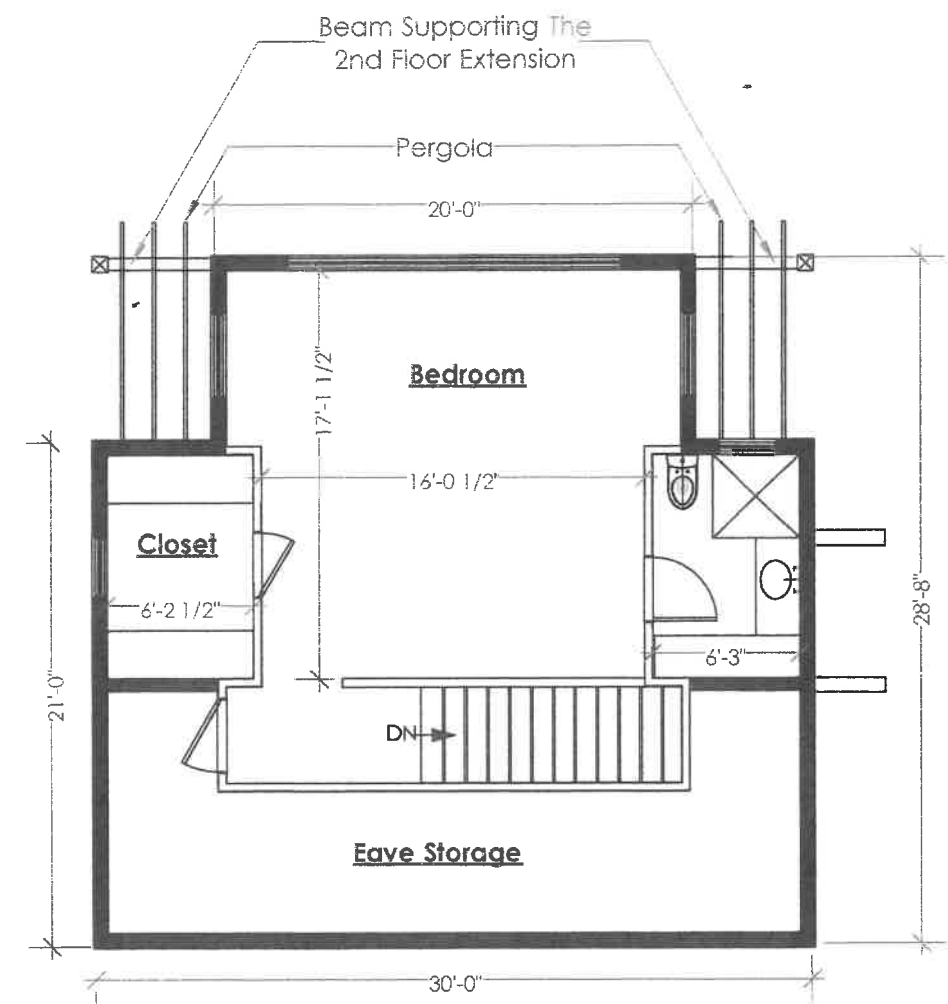 Beam Supporting The
2nd Floor Extension
Pergola
20'-0"
17'-1 1/2"
Bedroom
16'-0 1/2"
Closet
6'-2 1/2"
6'-3"
28'-8"
21'-0"
DN
Eave Storage
30'-0"